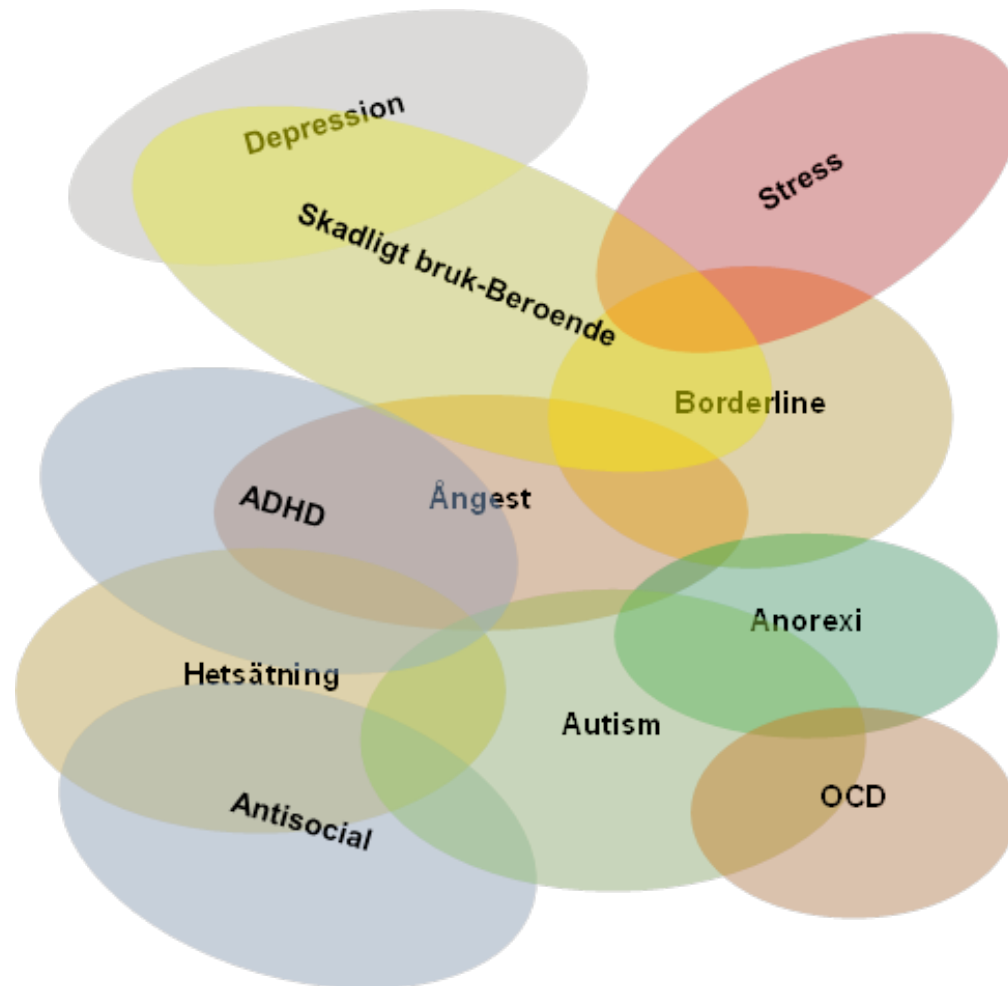 Depression
Stress
Skadligt bruk-Beroende
Borderline
ADHD
Ångest
Anorexi
Hetsätning
Autism
OCD
Antisocial